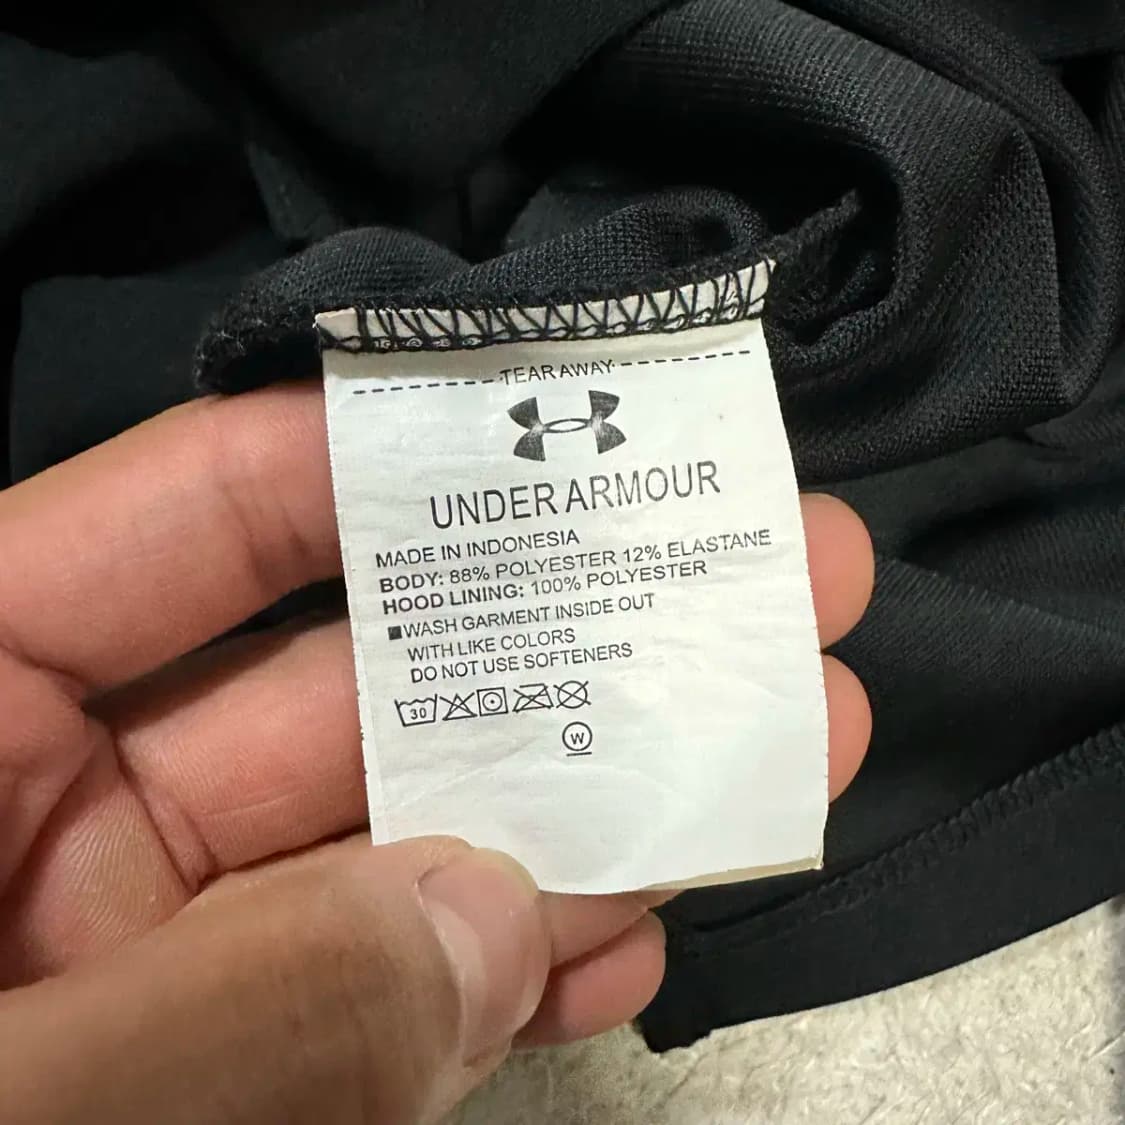 TEAR AWAY
UNDER ARMOUR
MADE IN INDONESIA
BODY: 88% POLYESTER 12% ELASTANE
HOOD LINING: 100% POLYESTER
■WASH GARMENT INSIDE OUT
WITH LIKE COLORS
DO NOT USE SOFTENERS
30
W